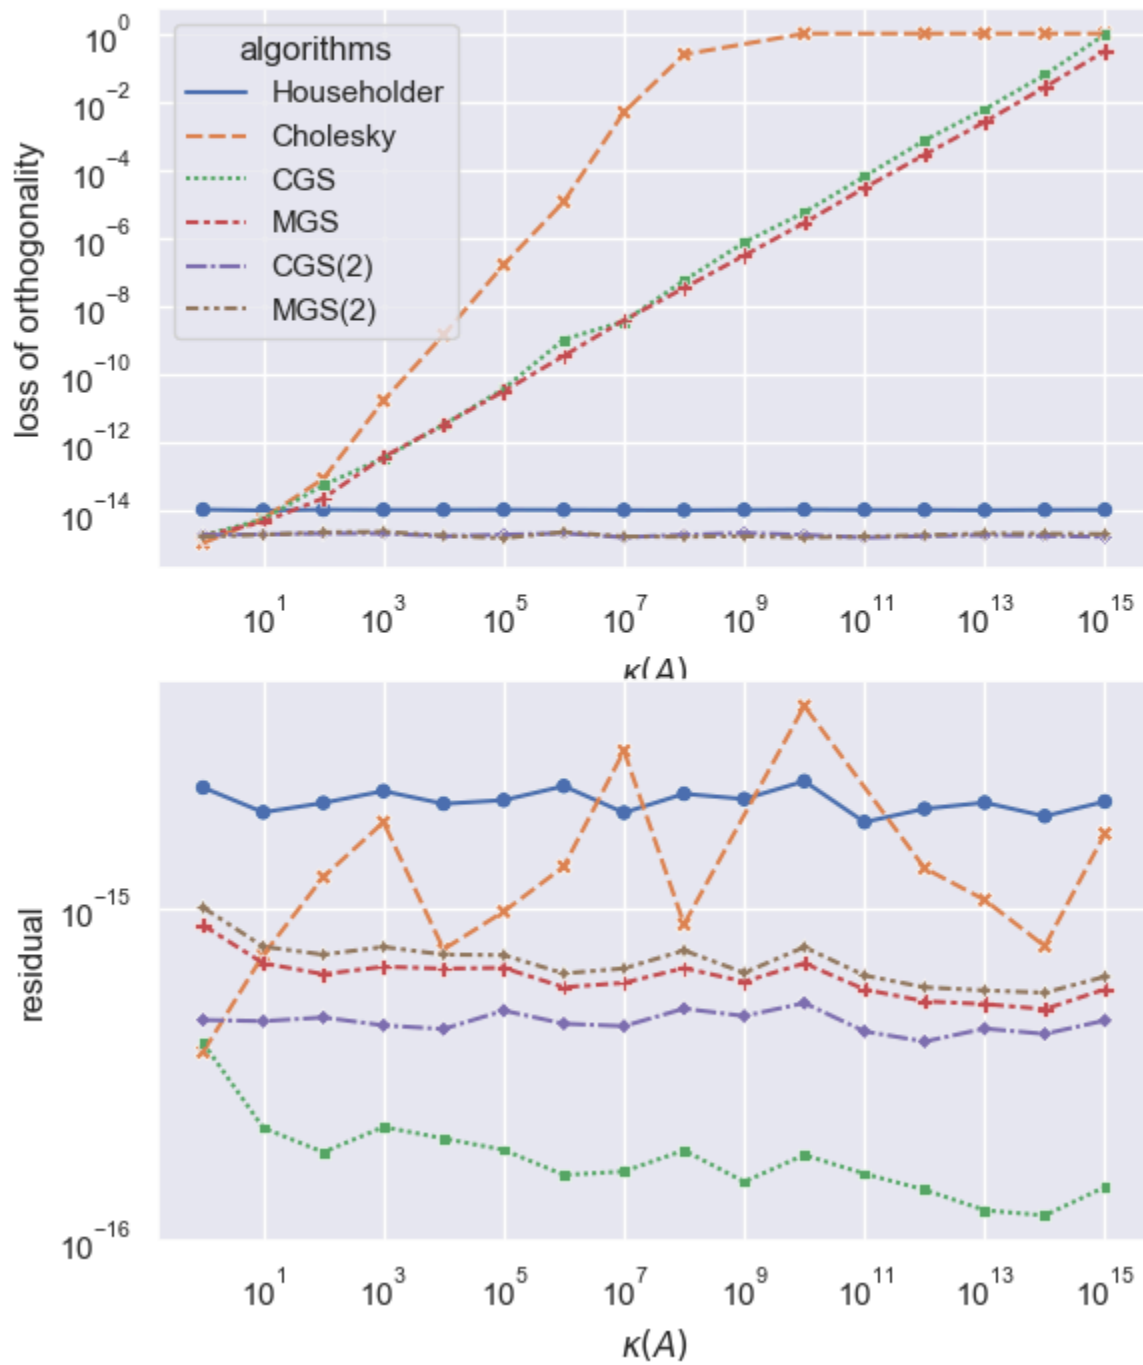 10^0
10^−2
10^−4
10^−6
10^−8
10^−10
10^−12
10^−14
loss of orthogonality
algorithms
Householder
Cholesky
CGS
MGS
CGS(2)
MGS(2)
10^1 10^3 10^5 10^7 10^9 10^11 10^13 10^15
κ(A)
10^−15
10^−16
residual
10^1 10^3 10^5 10^7 10^9 10^11 10^13 10^15
κ(A)